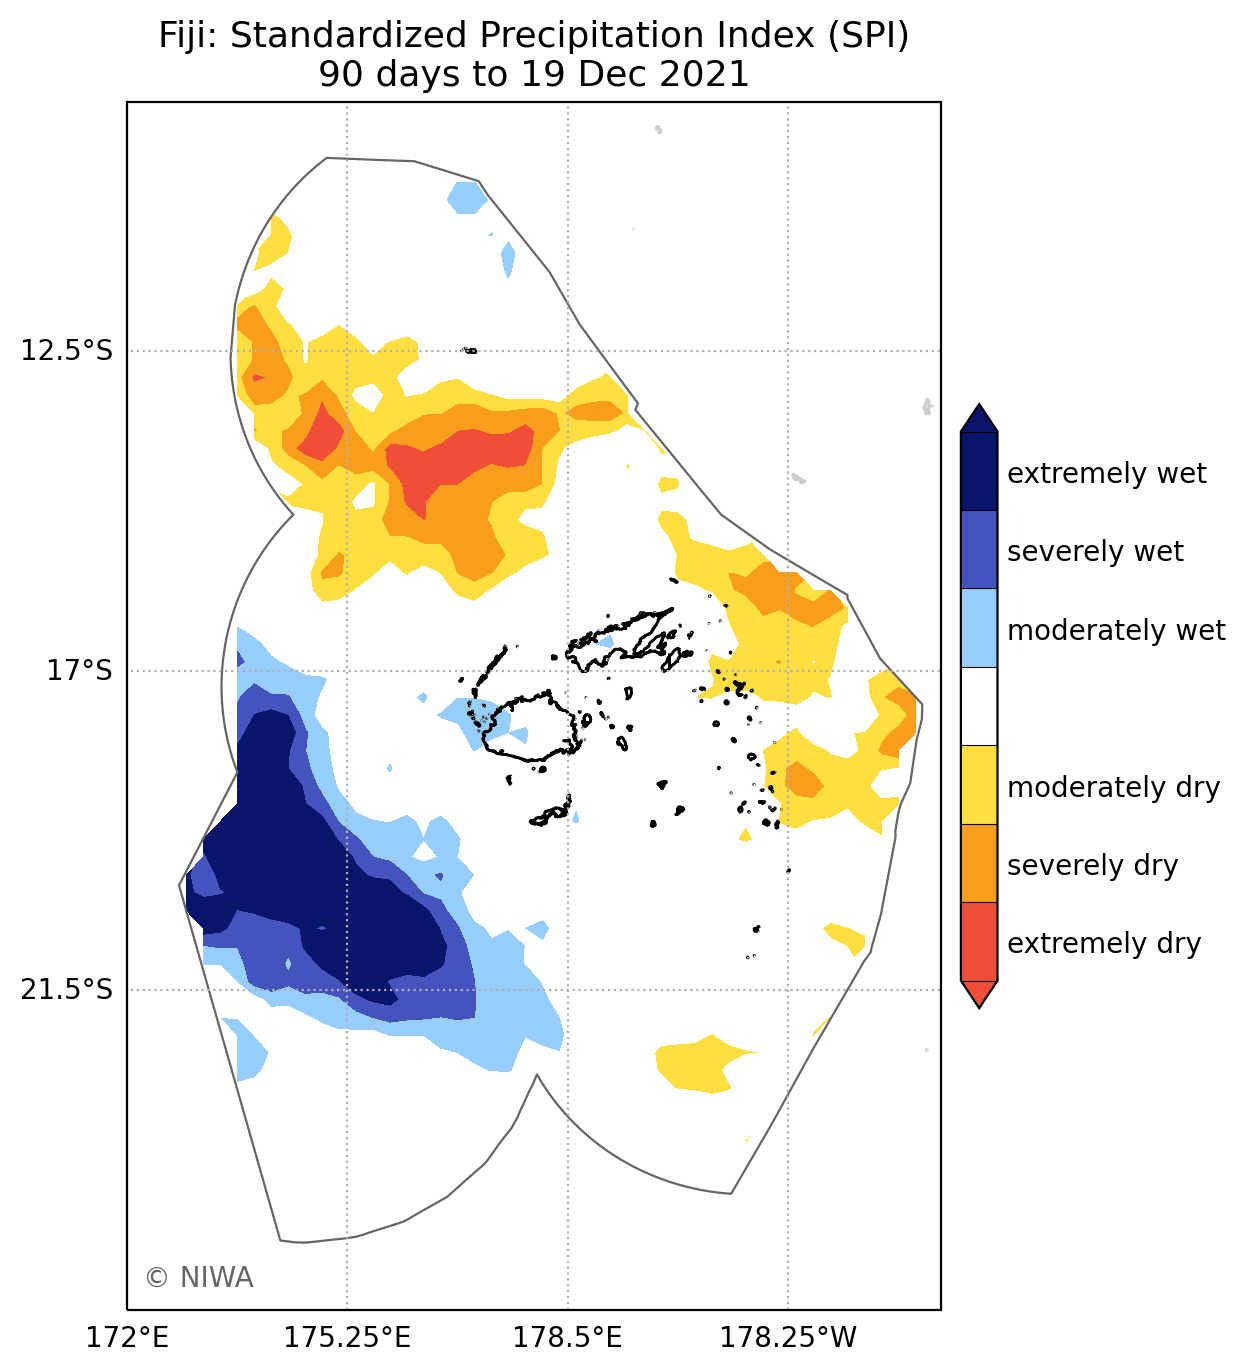 Fiji: Standardized Precipitation Index (SPI)
90 days to 19 Dec 2021
12.5°S
17°S
21.5°S
172°E
175.25°E
178.5°E
178.25°W
extremely wet
severely wet
moderately wet
moderately dry
severely dry
extremely dry
© NIWA